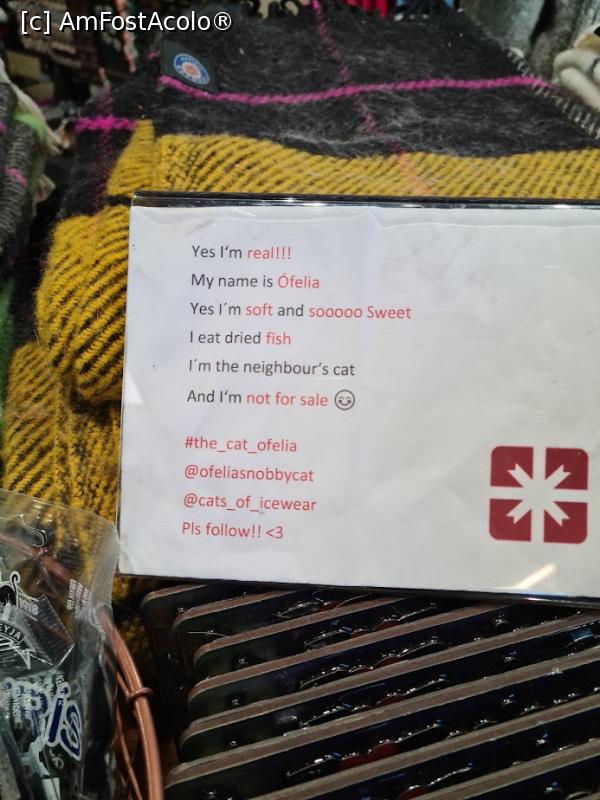 [c] AmFostAcolo®
Yes I'm real!!!
My name is Ófelia
Yes I´m soft and sooooo Sweet
I eat dried fish
I´m the neighbour's cat
And I'm not for sale 😊
#the_cat_ofelia
@ofeliasnobbycat
@cats_of_icewear
Pls follow!! <3